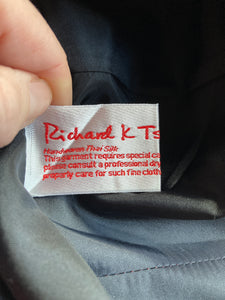 Richard K Ts
Handwoven Thai Silk
This garment requires special ca
please consult a professional dry
properly care for such fine cloth